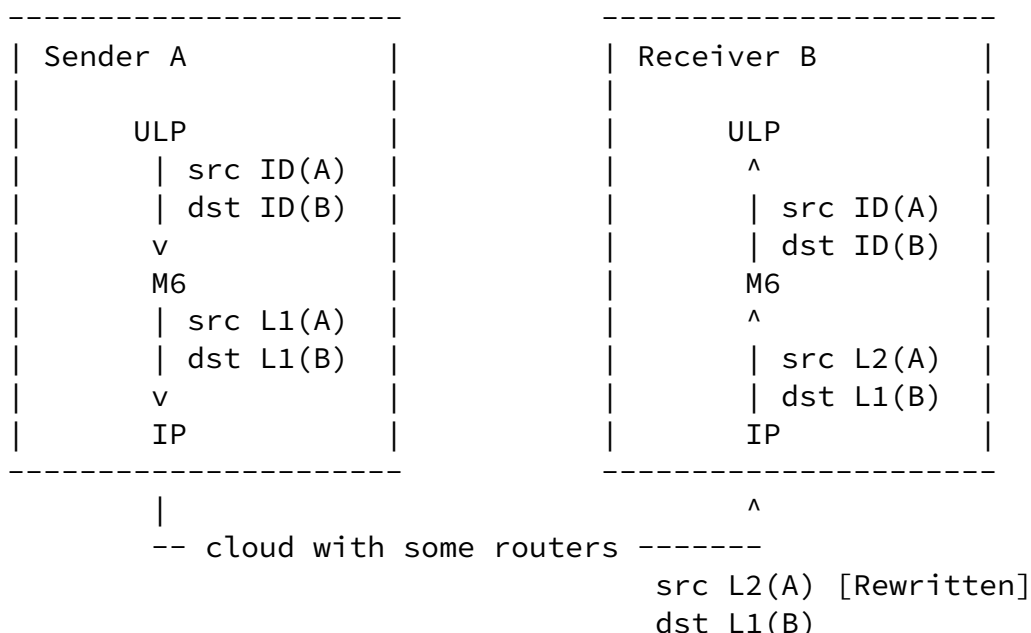 ----------------------             ----------------------
| Sender A           |             | Receiver B         |
|                    |             |                    |
|      ULP           |             |      ULP           |
|       | src ID(A)  |             |       ^            |
|       | dst ID(B)  |             |       | src ID(A)  |
|       v            |             |       | dst ID(B)  |
|       M6           |             |       M6           |
|       | src L1(A)  |             |       ^            |
|       | dst L1(B)  |             |       | src L2(A)  |
|       v            |             |       | dst L1(B)  |
|       IP           |             |       IP           |
----------------------             ----------------------
        |                                  ^
        -- cloud with some routers -------
                                      src L2(A) [Rewritten]
                                      dst L1(B)